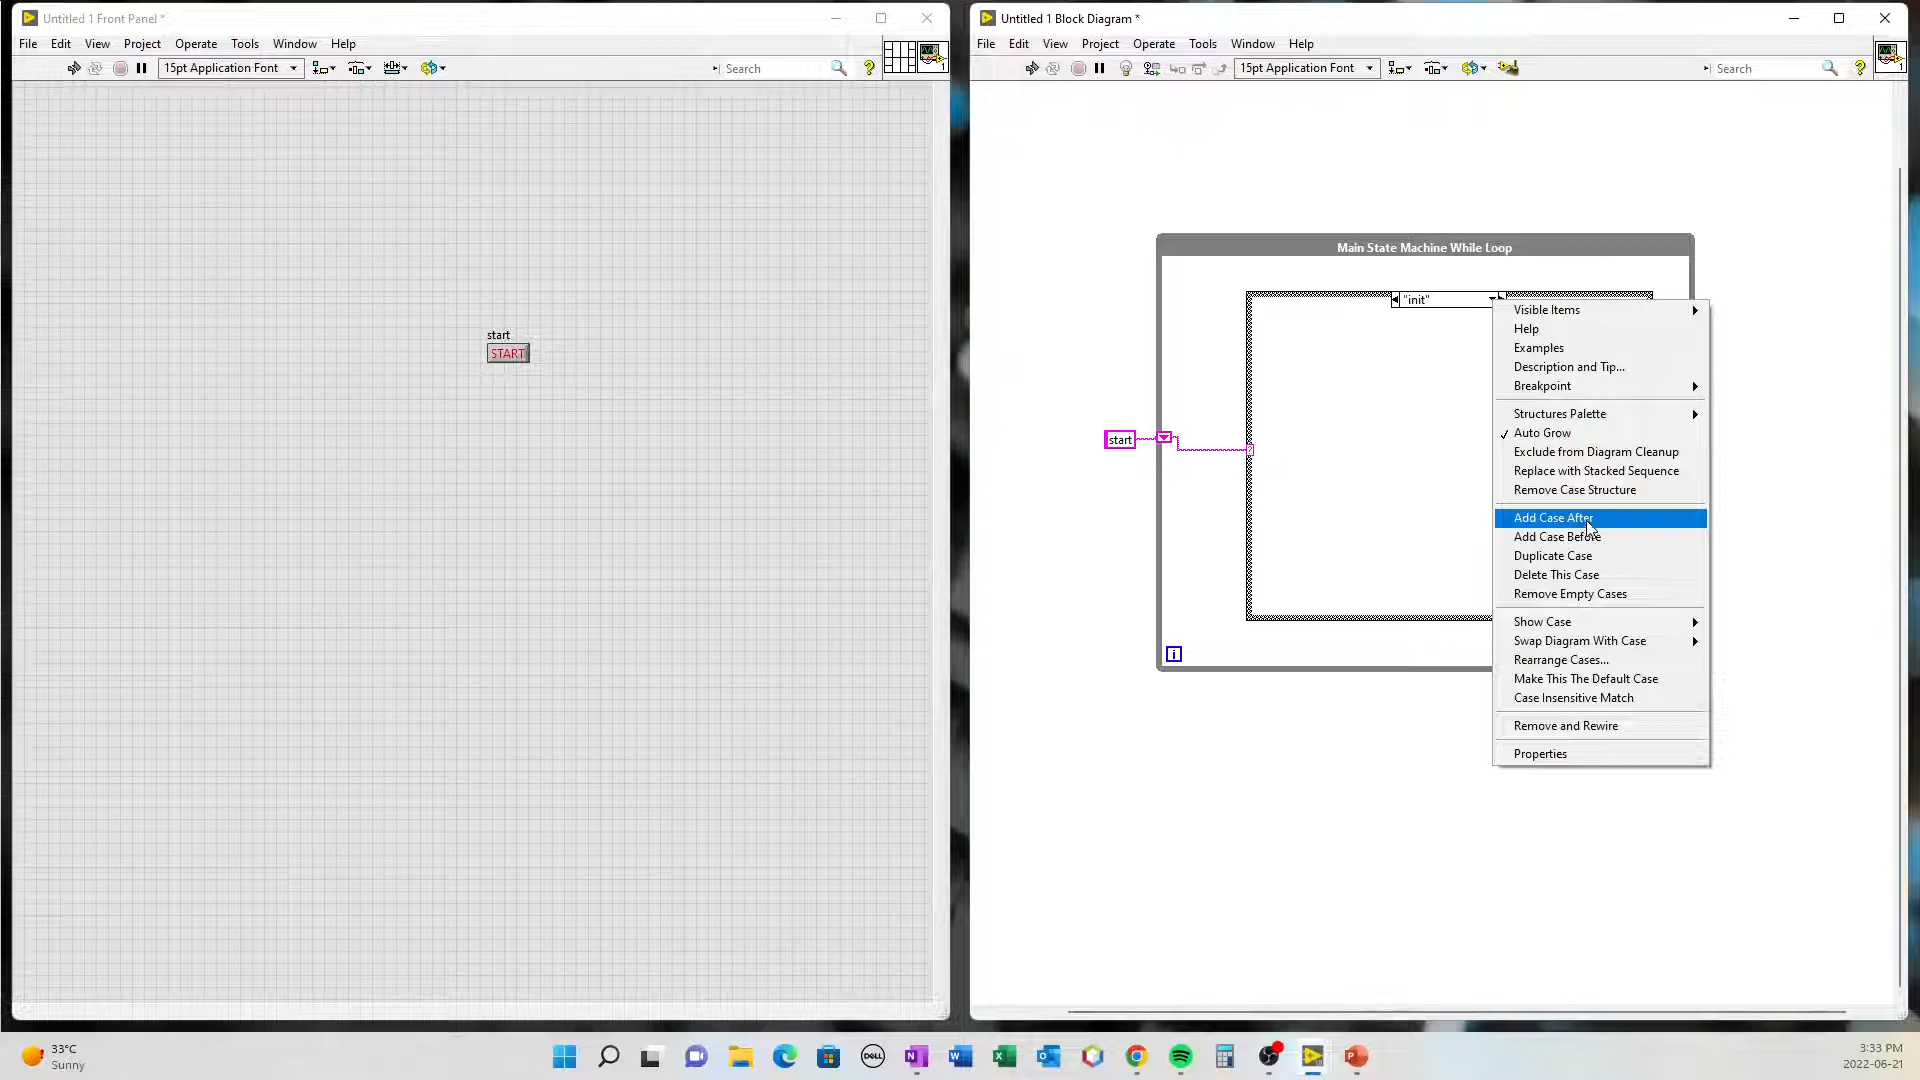 Untitled 1 Front Panel *
File Edit View Project Operate Tools Window Help
15pt Application Font
Search
1
start
START
Untitled 1 Block Diagram *
File Edit View Project Operate Tools Window Help
15pt Application Font
Search
1
Main State Machine While Loop
"init"
start
?
i
Visible Items
Help
Examples
Description and Tip...
Breakpoint
Structures Palette
Auto Grow
Exclude from Diagram Cleanup
Replace with Stacked Sequence
Remove Case Structure
Add Case After
Add Case Before
Duplicate Case
Delete This Case
Remove Empty Cases
Show Case
Swap Diagram With Case
Rearrange Cases...
Make This The Default Case
Case Insensitive Match
Remove and Rewire
Properties
33°C
Sunny
DELL
3:33 PM
2022-06-21